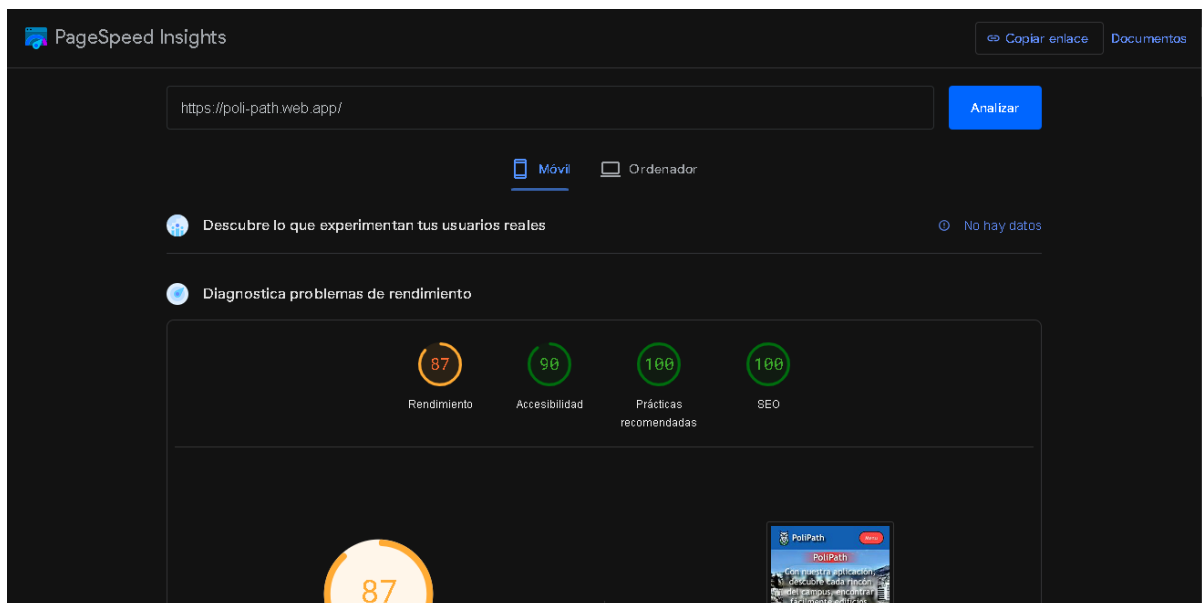 PageSpeed Insights
Copiar enlace
Documentos
https://poli-path.web.app/
Analizar
Móvil
Ordenador
Descubre lo que experimentan tus usuarios reales
No hay datos
Diagnostica problemas de rendimiento
87
90
100
100
Rendimiento
Accesibilidad
Prácticas
recomendadas
SEO
87
PoliPath
Menu
PoliPath
Con nuestra aplicación,
descubre cada rincón
del campus, encontrar
fácilmente edificios,